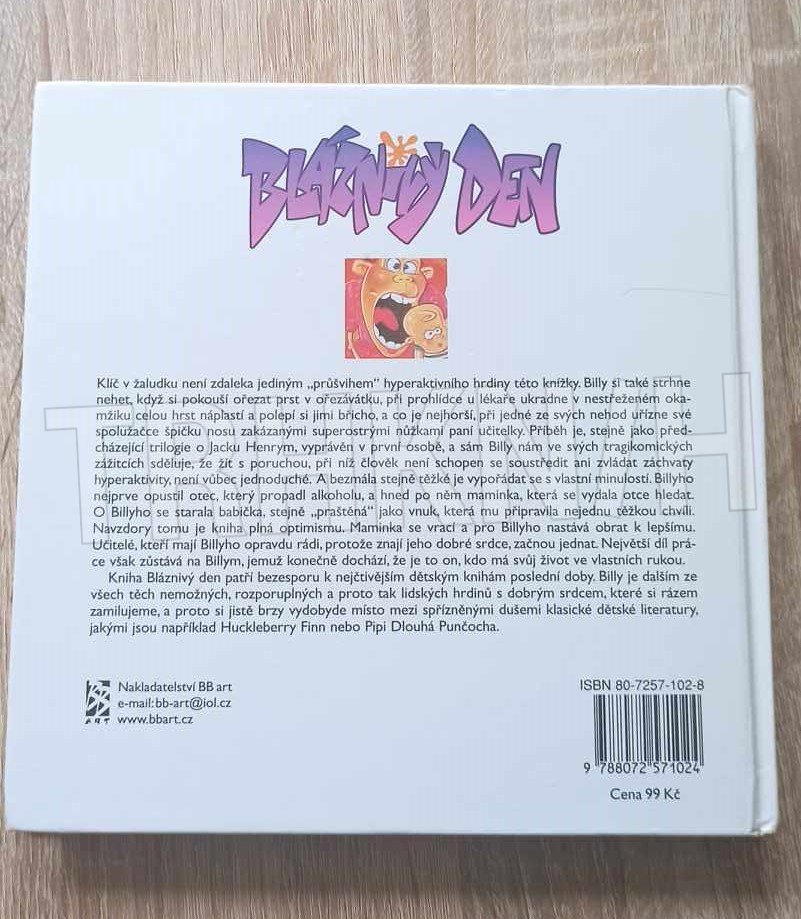 BLÁZNIVÝ DEN
Klíč v žaludku není zdaleka jediným „průšvihem" hyperaktivního hrdiny této knížky. Billy si také strhne
nehet, když si pokouší ořezat prst v ořezávátku, při prohlídce u lékaře ukradne v nestřeženém oka-
mžiku celou hrst náplastí a polepí si jimi břicho, a co je nejhorší, při jedné ze svých nehod uřízne své
spolužačce špičku nosu zakázanými superostrými nůžkami paní učitelky. Příběh je, stejně jako před-
cházející trilogie o Jacku Henrym, vyprávěn v první osobě, a sám Billy nám ve svých tragikomických
zážitcích sděluje, že žít s poruchou, při níž člověk není schopen se soustředit ani zvládat záchvaty
hyperaktivity, není vůbec jednoduché. A bezmála stejně těžké je vypořádat se s vlastní minulostí. Billyho
nejprve opustil otec, který propadl alkoholu, a hned po něm maminka, která se vydala otce hledat.
O Billyho se starala babička, stejně „praštěná" jako vnuk, která mu připravila nejednu těžkou chvíli.
Navzdory tomu je kniha plná optimismu. Maminka se vrací a pro Billyho nastává obrat k lepšímu.
Učitelé, kteří mají Billyho opravdu rádi, protože znají jeho dobré srdce, začnou jednat. Největší díl prá-
ce však zůstává na Billym, jemuž konečně dochází, že je to on, kdo má svůj život ve vlastních rukou.
Kniha Bláznivý den patří bezesporu k nejčtivějším dětským knihám poslední doby. Billy je dalším ze
všech těch nemožných, rozporuplných a proto tak lidských hrdinů s dobrým srdcem, které si rázem
zamilujeme, a proto si jistě brzy vydobyde místo mezi spřízněnými dušemi klasické dětské literatury,
jakými jsou například Huckleberry Finn nebo Pipi Dlouhá Punčocha.
BB
ART
Nakladatelství BB art
e-mail: bb-art@iol.cz
www.bbart.cz
ISBN 80-7257-102-8
9 788072 571024
Cena 99 Kč